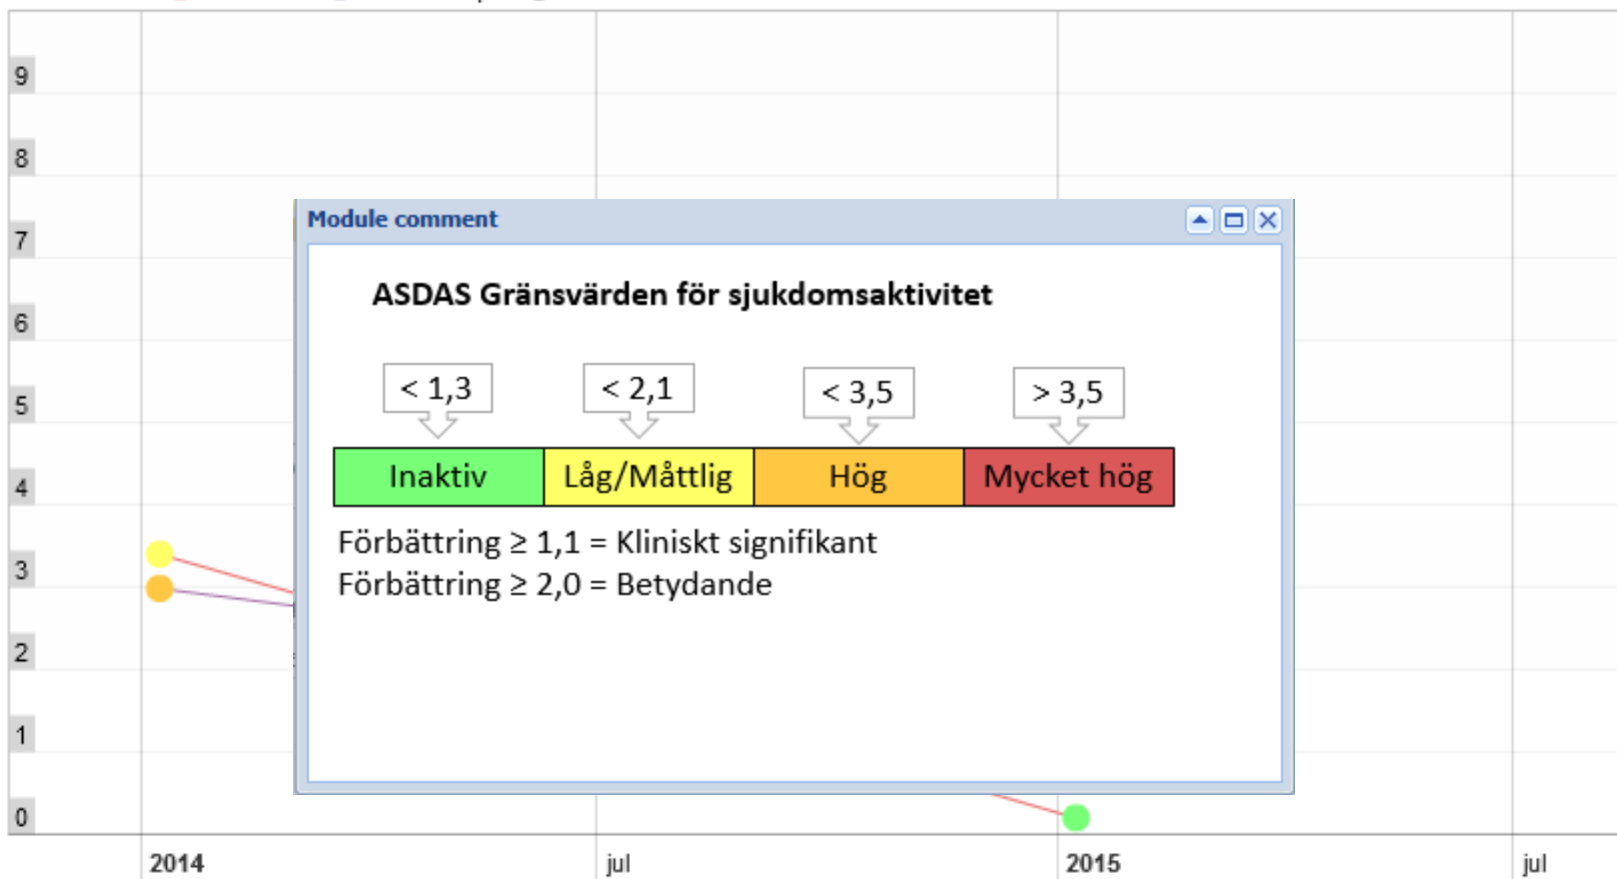 9
8
7
6
5
4
3
2
1
0
Module comment
ASDAS Gränsvärden för sjukdomsaktivitet
< 1,3 < 2,1 < 3,5 > 3,5
Inaktiv Låg/Måttlig Hög Mycket hög
Förbättring ≥ 1,1 = Kliniskt signifikant
Förbättring ≥ 2,0 = Betydande
2014 jul 2015 jul